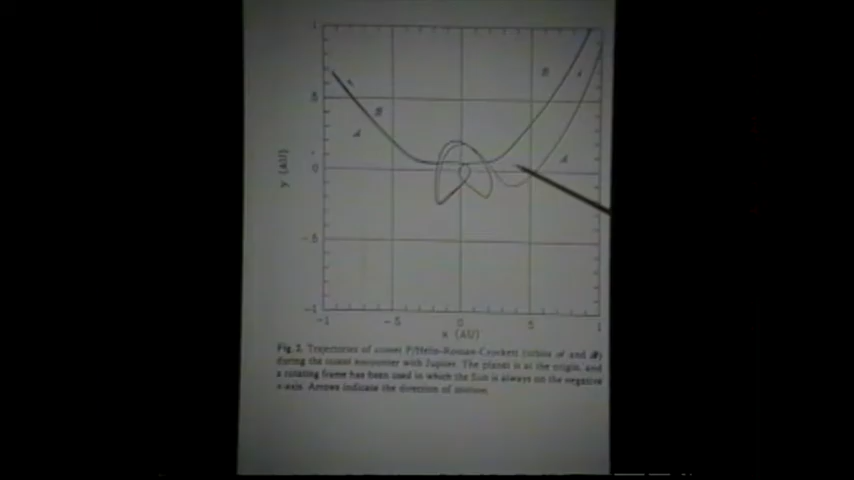 1
B
.5
B
A
A
y (AU)
0
-.5
-1
-1 -.5 0 .5 1
x (AU)
Fig. 2. Trajectories of comet P/Helin-Roman-Crockett (orbits A and B)
during the encounter with Jupiter. The planet is at the origin, and
a rotating frame has been used in which the Sun is always on the negative
x-axis. Arrows indicate the direction of motion.